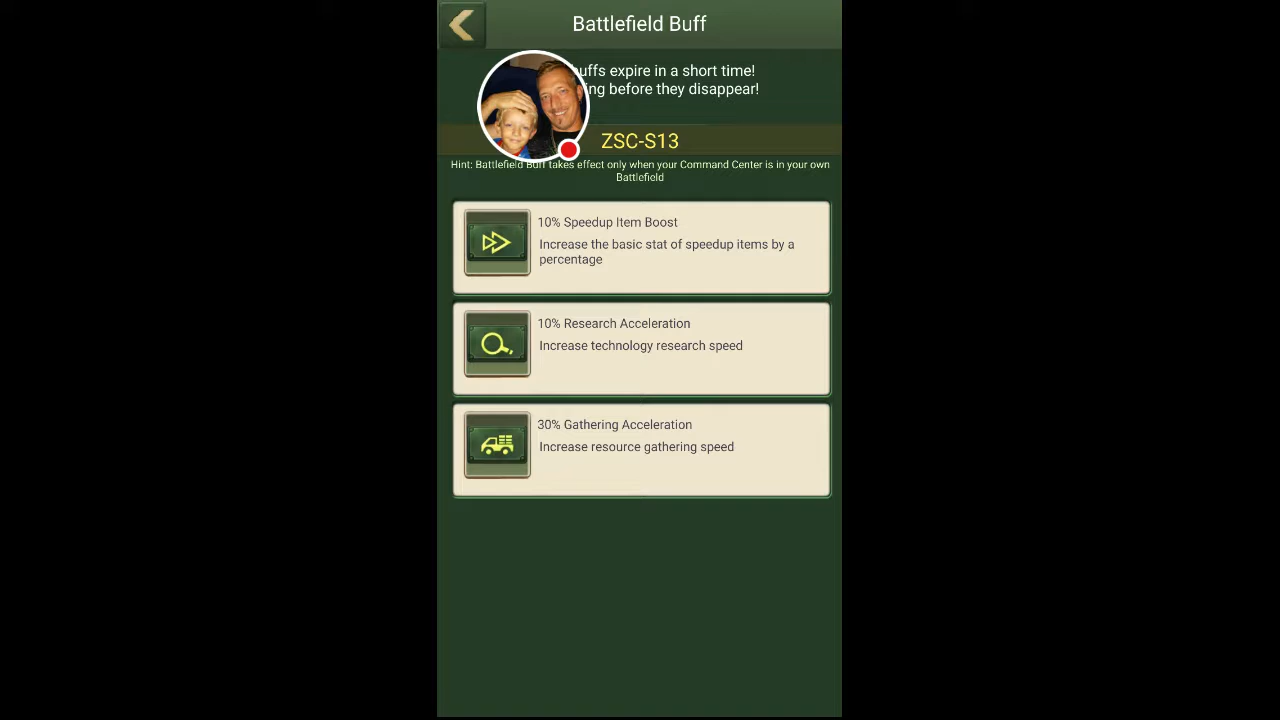 Battlefield Buff
buffs expire in a short time!
before they disappear!
ZSC-S13
Hint: Battlefield Buff takes effect only when your Command Center is in your own
Battlefield
10% Speedup Item Boost
Increase the basic stat of speedup items by a
percentage
10% Research Acceleration
Increase technology research speed
30% Gathering Acceleration
Increase resource gathering speed